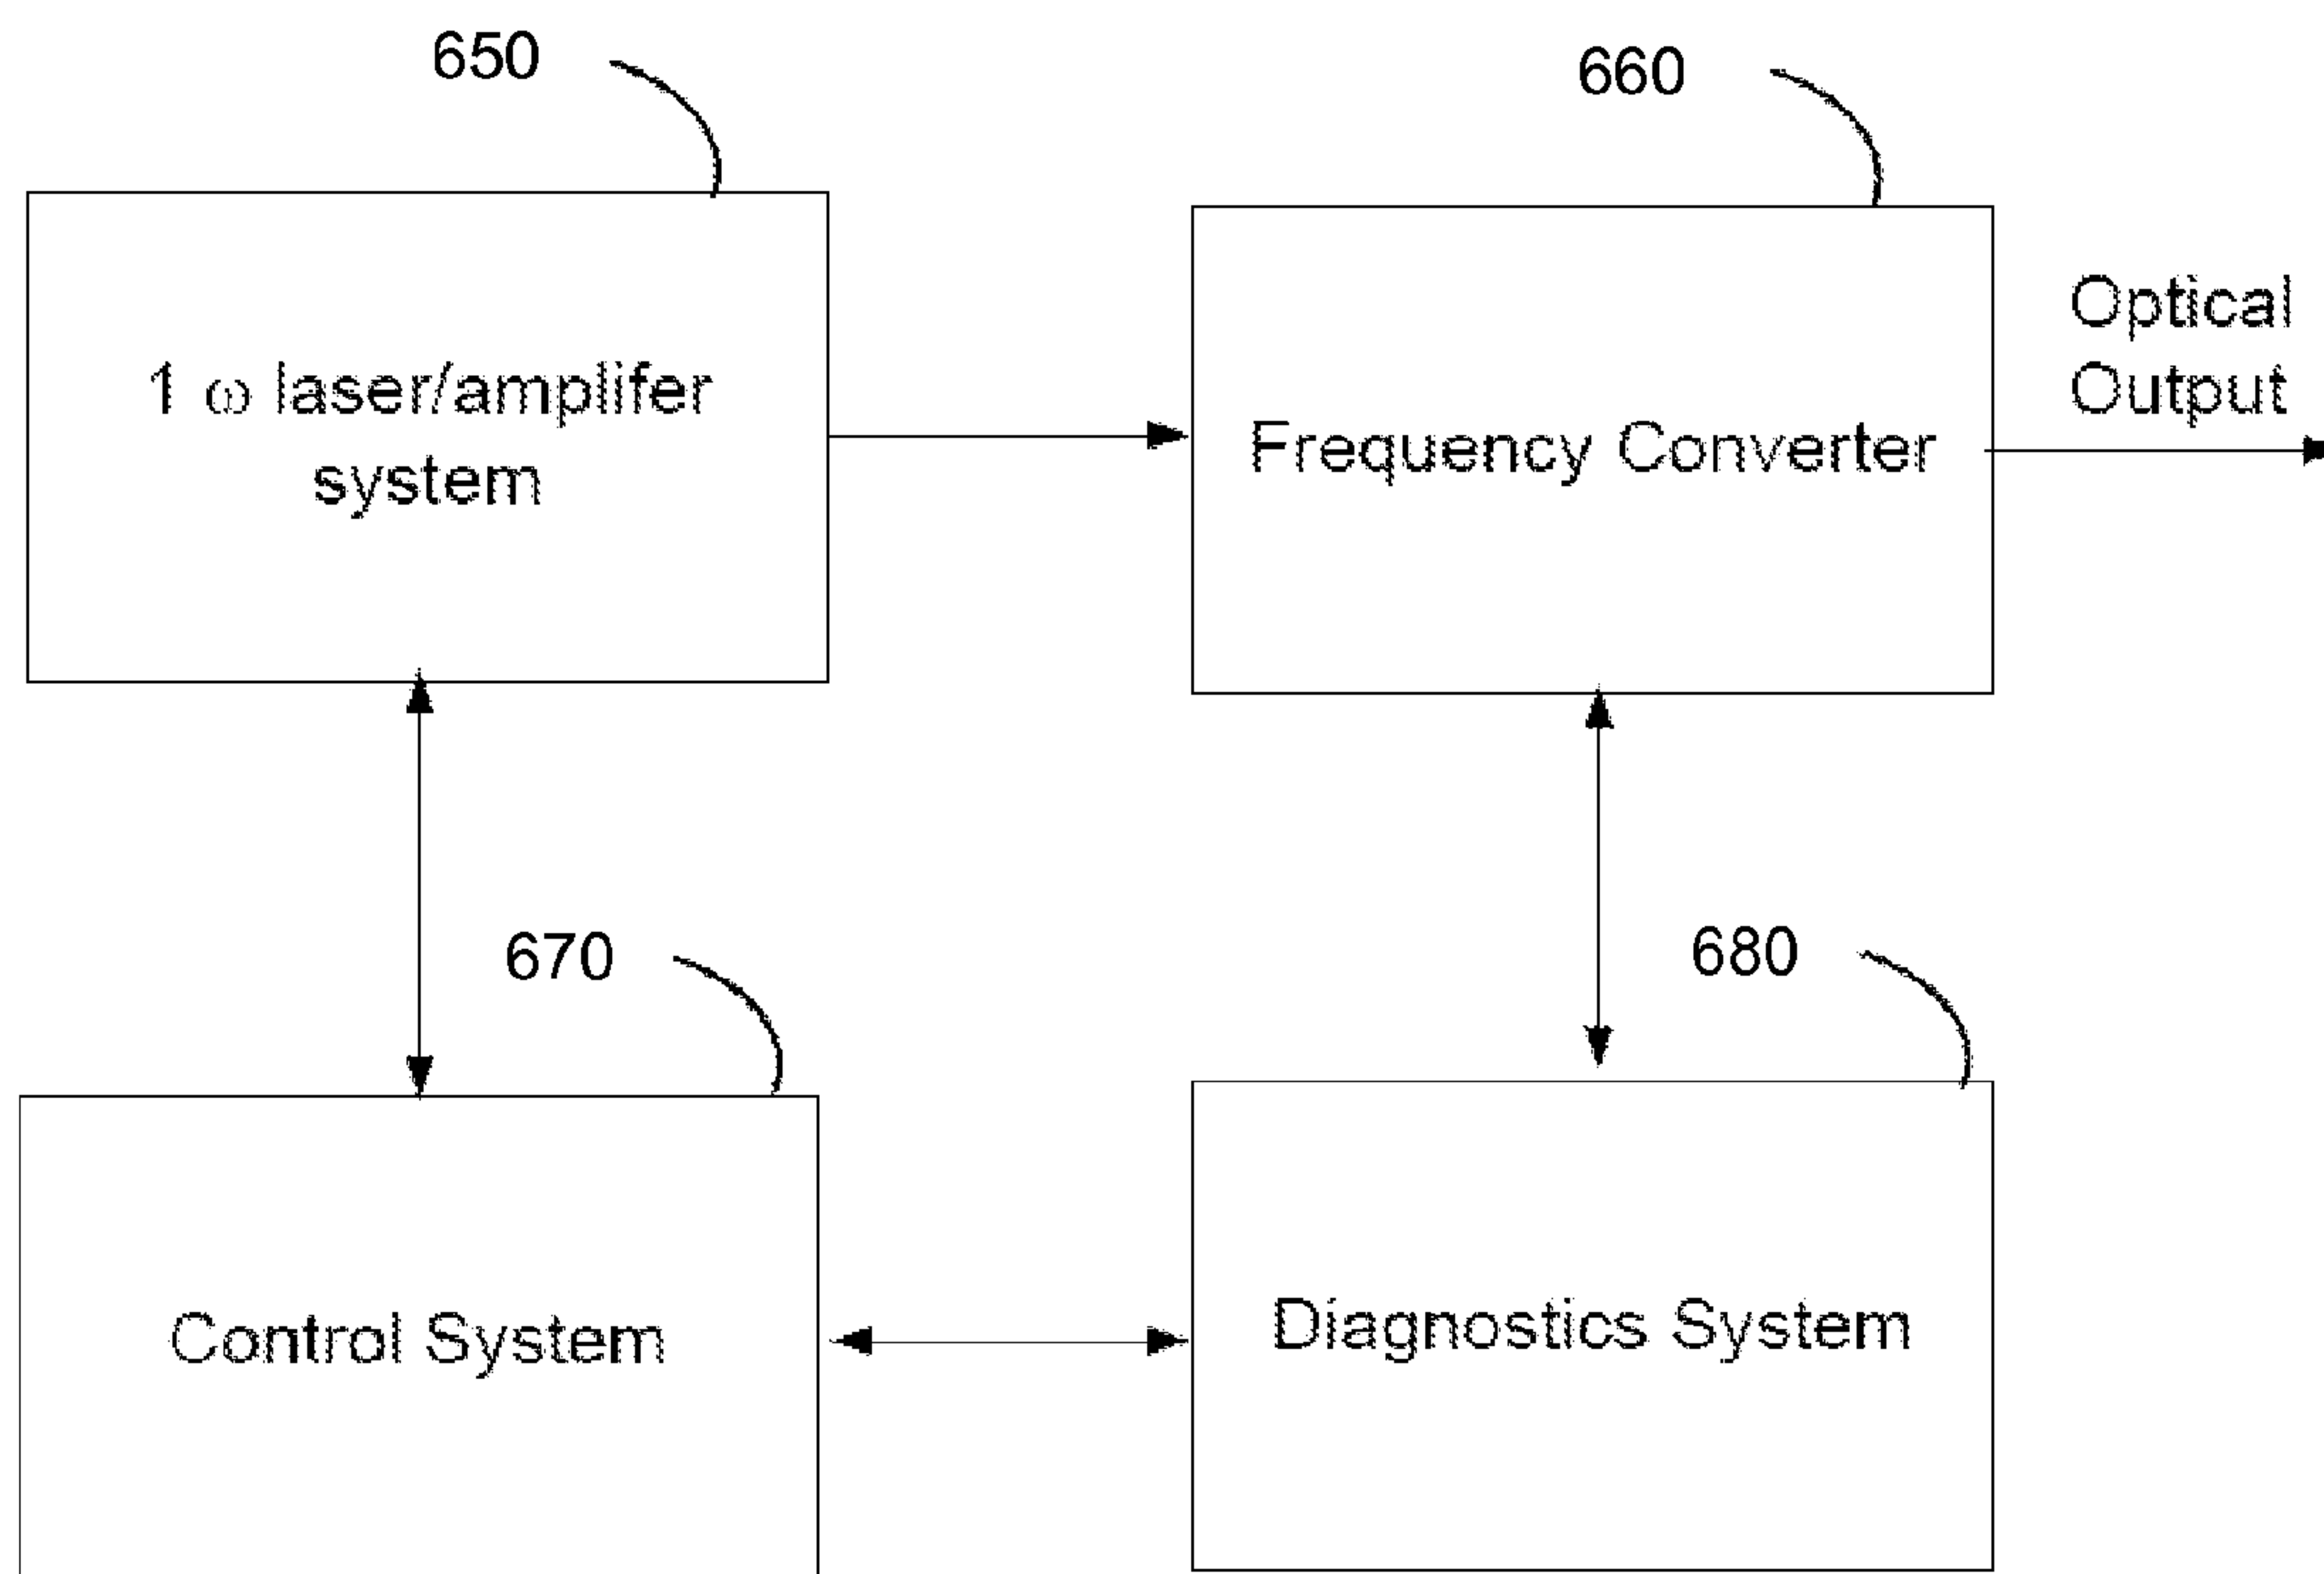 650
660
1 ω laser/amplifer
system
Frequency Converter
Optical
Output
670
680
Control System
Diagnostics System